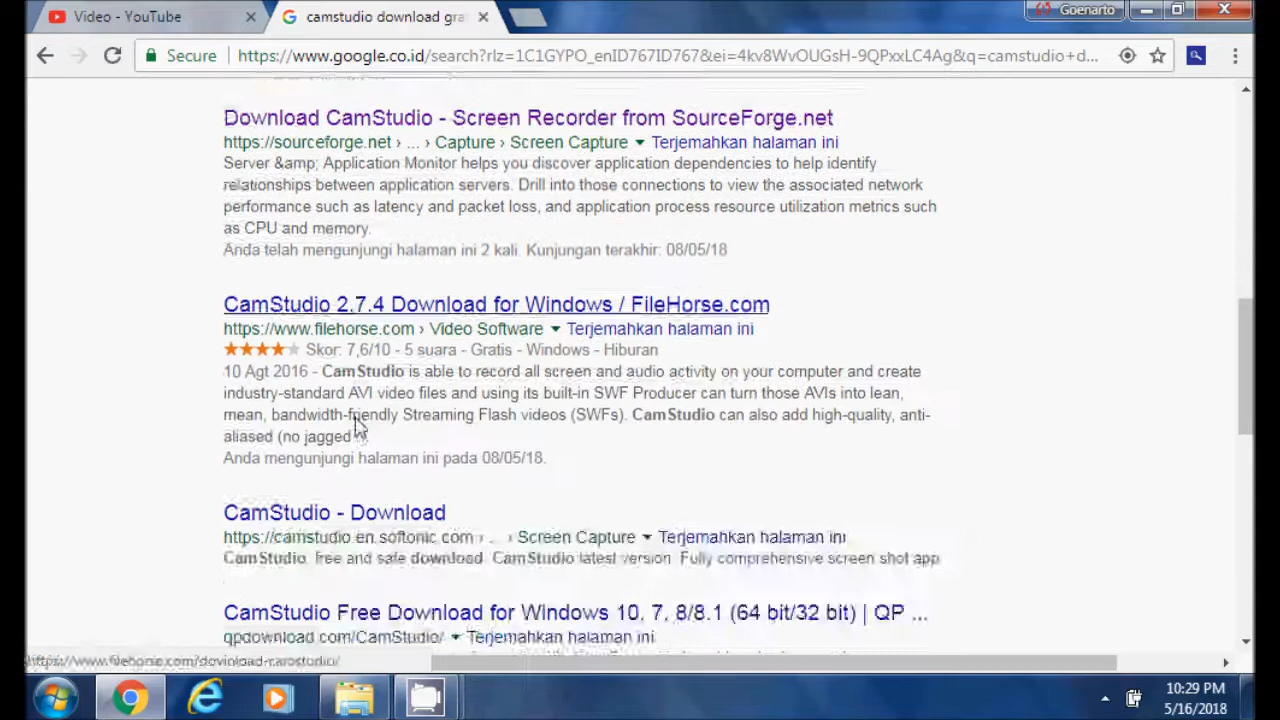 Video - YouTube
camstudio download gra
Goenarto
Secure
https://www.google.co.id/search?rlz=1C1GYPO_enID767ID767&ei=4kv8WvOUGsH-9QPxxLC4Ag&q=camstudio+d...
Download CamStudio - Screen Recorder from SourceForge.net
https://sourceforge.net › ... › Capture › Screen Capture ▼ Terjemahkan halaman ini
Server &amp; Application Monitor helps you discover application dependencies to help identify
relationships between application servers. Drill into those connections to view the associated network
performance such as latency and packet loss, and application process resource utilization metrics such
as CPU and memory.
Anda telah mengunjungi halaman ini 2 kali. Kunjungan terakhir: 08/05/18
CamStudio 2.7.4 Download for Windows / FileHorse.com
https://www.filehorse.com › Video Software ▼ Terjemahkan halaman ini
Skor: 7,6/10 - 5 suara - Gratis - Windows - Hiburan
10 Agt 2016 - CamStudio is able to record all screen and audio activity on your computer and create
industry-standard AVI video files and using its built-in SWF Producer can turn those AVIs into lean,
mean, bandwidth-friendly Streaming Flash videos (SWFs). CamStudio can also add high-quality, anti-
aliased (no jagged
Anda mengunjungi halaman ini pada 08/05/18.
CamStudio - Download
https://camstudio.en.softonic.com › ... › Screen Capture ▼ Terjemahkan halaman ini
CamStudio, free and safe download. CamStudio latest version: Fully comprehensive screen shot app
CamStudio Free Download for Windows 10, 7, 8/8.1 (64 bit/32 bit) | QP ...
qpdownload.com/CamStudio/ ▼ Terjemahkan halaman ini
10:29 PM
5/16/2018